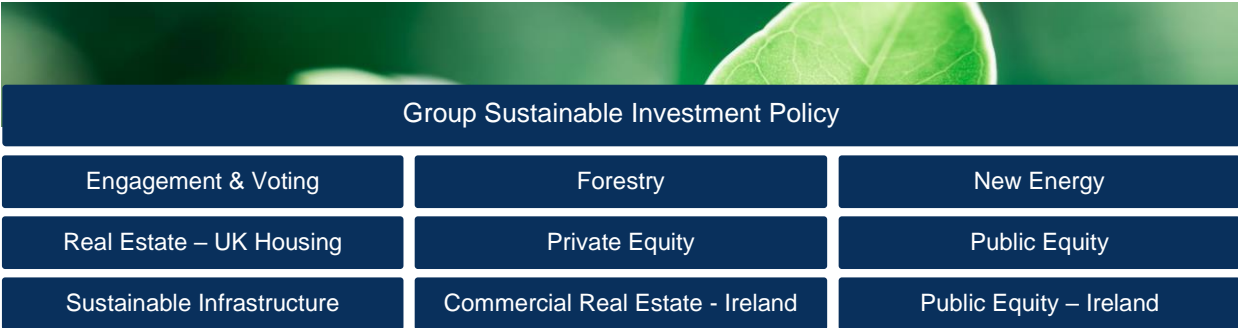 Group Sustainable Investment Policy
Engagement & Voting
Forestry
New Energy
Real Estate – UK Housing
Private Equity
Public Equity
Sustainable Infrastructure
Commercial Real Estate - Ireland
Public Equity – Ireland